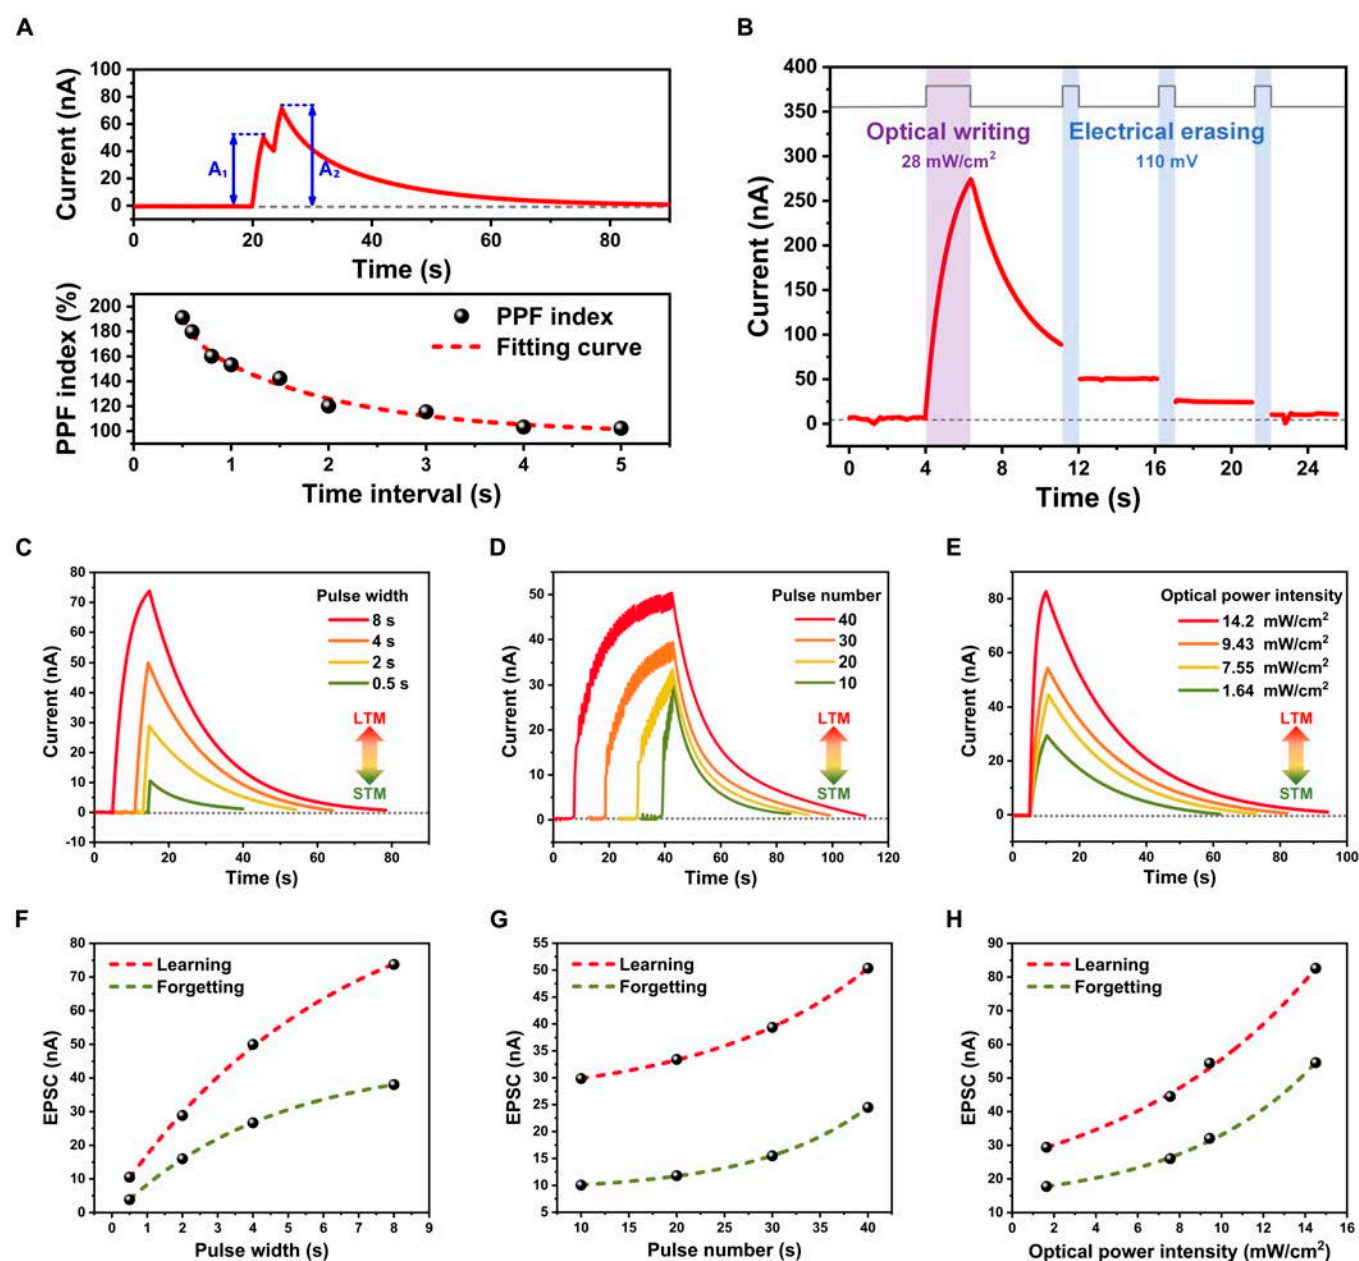 A
Current (nA)
100
80
60
40
20
0
A₁
A₂
0 20 40 60 80
Time (s)
PPF index (%)
200
180
160
140
120
100
PPF index
Fitting curve
1 2 3 4 5
Time interval (s)
B
Current (nA)
400
350
300
250
200
150
100
50
0
Optical writing
28 mW/cm²
Electrical erasing
110 mV
0 4 8 12 16 20 24
Time (s)
C
Current (nA)
80
70
60
50
40
30
20
10
0
-10
Pulse width
8 s
4 s
2 s
0.5 s
LTM
STM
0 20 40 60 80
Time (s)
D
Current (nA)
50
40
30
20
10
0
Pulse number
40
30
20
10
LTM
STM
0 20 40 60 80 100 120
Time (s)
E
Current (nA)
80
60
40
20
0
Optical power intensity
14.2 mW/cm²
9.43 mW/cm²
7.55 mW/cm²
1.64 mW/cm²
LTM
STM
0 20 40 60 80 100
Time (s)
F
EPSC (nA)
80
70
60
50
40
30
20
10
0
Learning
Forgetting
0 1 2 3 4 5 6 7 8 9
Pulse width (s)
G
EPSC (nA)
55
50
45
40
35
30
25
20
15
10
5
Learning
Forgetting
10 15 20 25 30 35 40
Pulse number (s)
H
EPSC (nA)
90
80
70
60
50
40
30
20
10
Learning
Forgetting
0 2 4 6 8 10 12 14 16
Optical power intensity (mW/cm²)